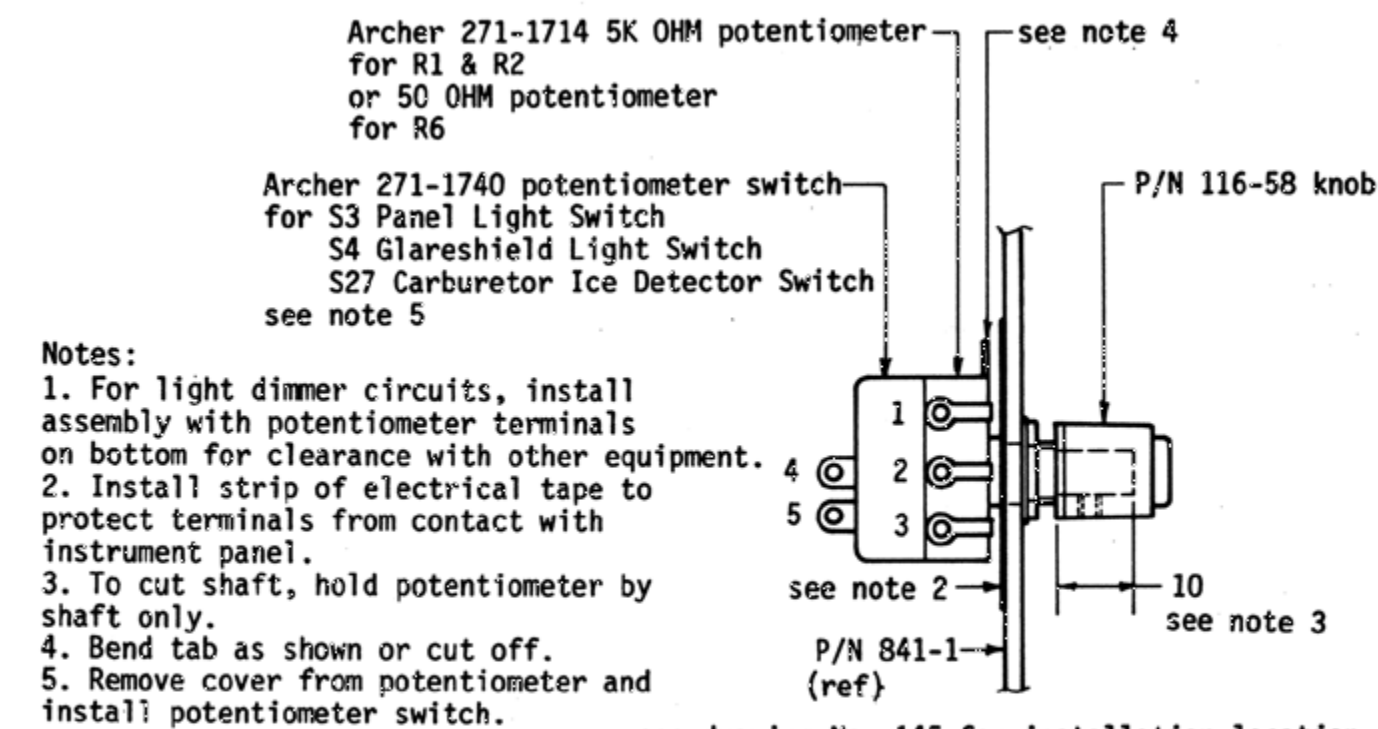 Archer 271-1714 5K OHM potentiometer
for R1 & R2
or 50 OHM potentiometer
for R6
see note 4
Archer 271-1740 potentiometer switch
for S3 Panel Light Switch
S4 Glareshield Light Switch
S27 Carburetor Ice Detector Switch
see note 5
P/N 116-58 knob
Notes:
1. For light dimmer circuits, install
assembly with potentiometer terminals
on bottom for clearance with other equipment.
2. Install strip of electrical tape to
protect terminals from contact with
instrument panel.
3. To cut shaft, hold potentiometer by
shaft only.
4. Bend tab as shown or cut off.
5. Remove cover from potentiometer and
install potentiometer switch.
1
4
2
5
3
see note 2
10
see note 3
P/N 841-1
(ref)
installation location